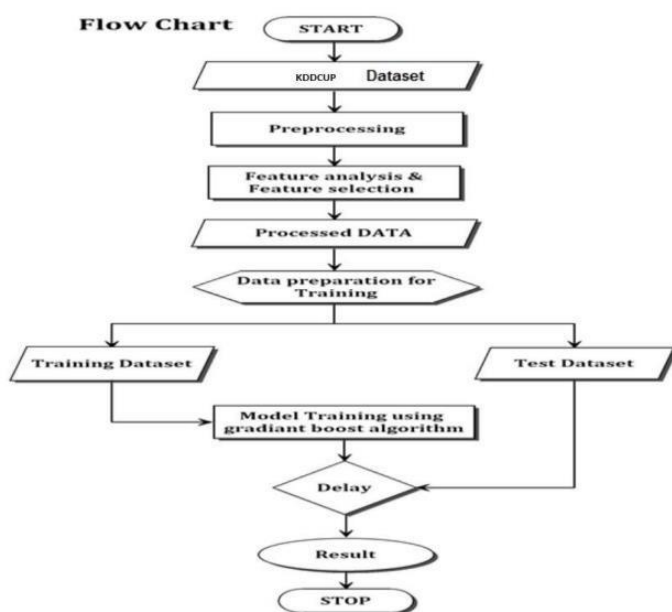 Flow Chart
START
KDDCUP Dataset
Preprocessing
Feature analysis &
Feature selection
Processed DATA
Data preparation for
Training
Training Dataset
Test Dataset
Model Training using
gradiant boost algorithm
Delay
Result
STOP